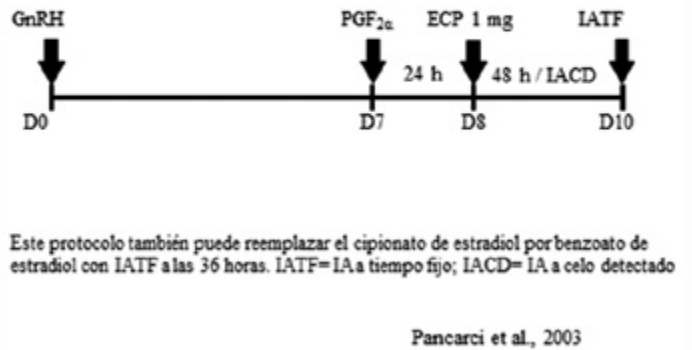 GnRH PGF2α ECP 1 mg IATF
24 h 48 h / IACD
D0 D7 D8 D10
Este protocolo también puede reemplazar el cipionato de estradiol por benzoato de
estradiol con IATF a las 36 horas. IATF= IA a tiempo fijo; IACD= IA a celo detectado
Pancarci et al., 2003